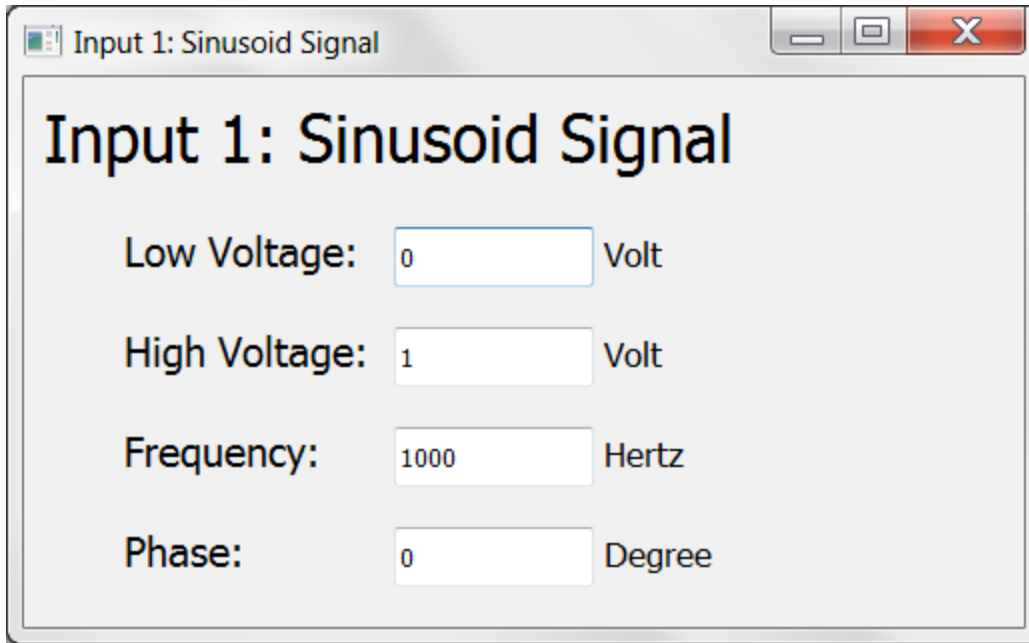 Input 1: Sinusoid Signal
Input 1: Sinusoid Signal
Low Voltage: 0 Volt
High Voltage: 1 Volt
Frequency: 1000 Hertz
Phase: 0 Degree